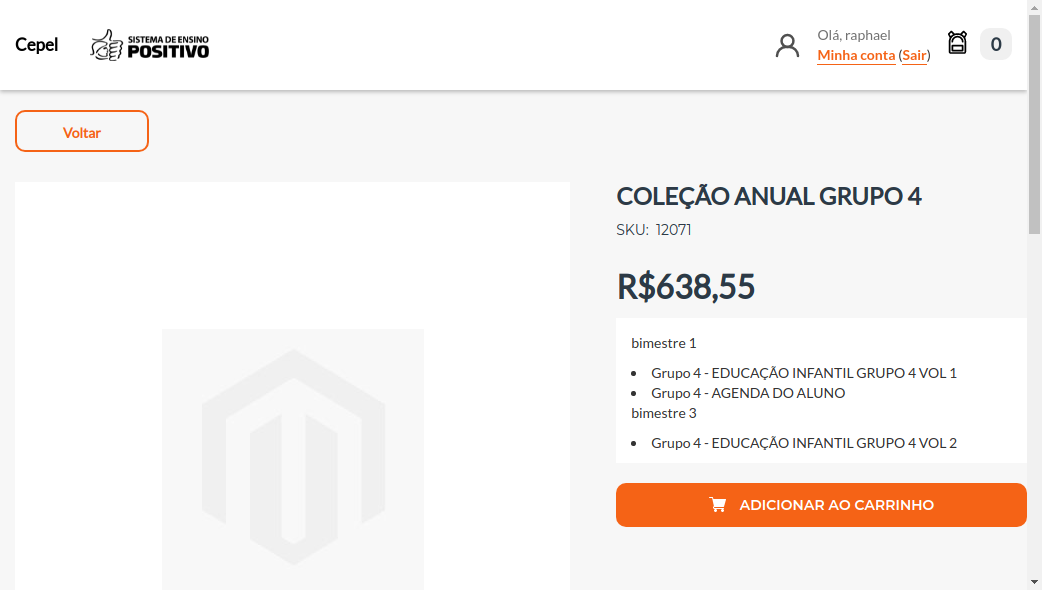 Cepel
SISTEMA DE ENSINO
POSITIVO
Olá, raphael
Minha conta (Sair)
0
Voltar
COLEÇÃO ANUAL GRUPO 4
SKU: 12071
R$638,55
bimestre 1
Grupo 4 - EDUCAÇÃO INFANTIL GRUPO 4 VOL 1
Grupo 4 - AGENDA DO ALUNO
bimestre 3
Grupo 4 - EDUCAÇÃO INFANTIL GRUPO 4 VOL 2
ADICIONAR AO CARRINHO